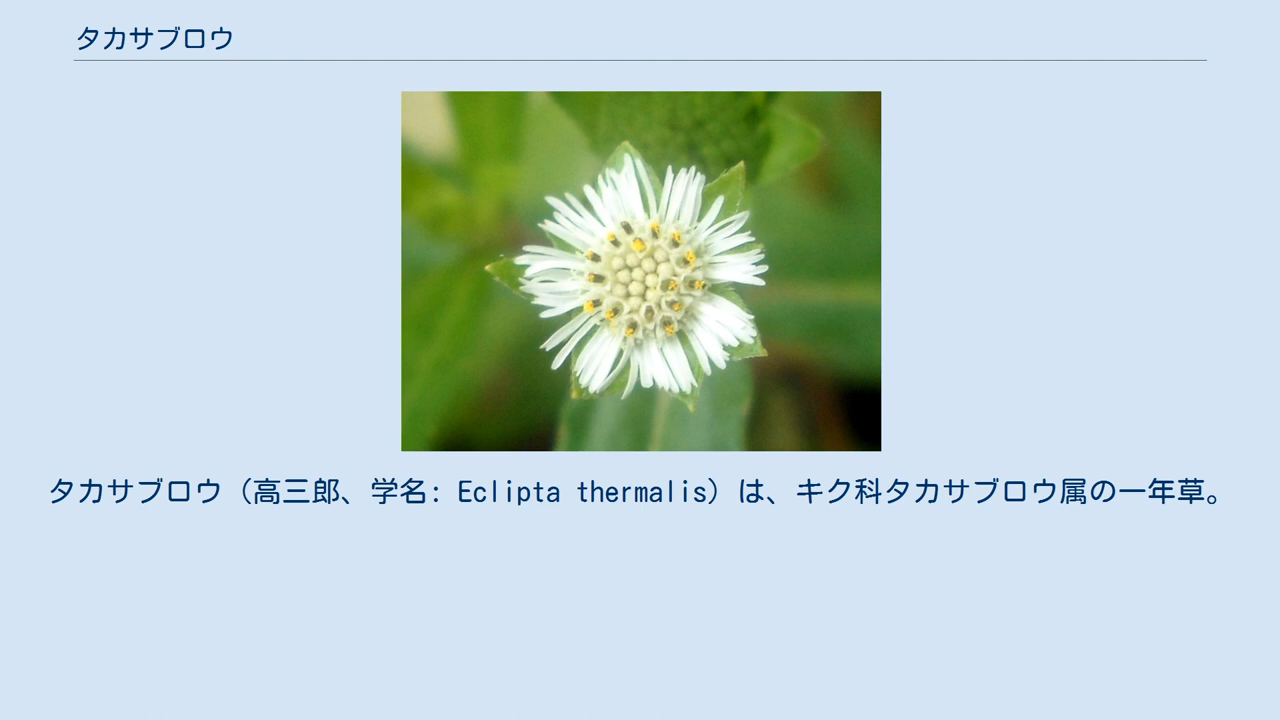 タカサブロウ
タカサブロウ（高三郎、学名: Eclipta thermalis）は、キク科タカサブロウ属の一年草。